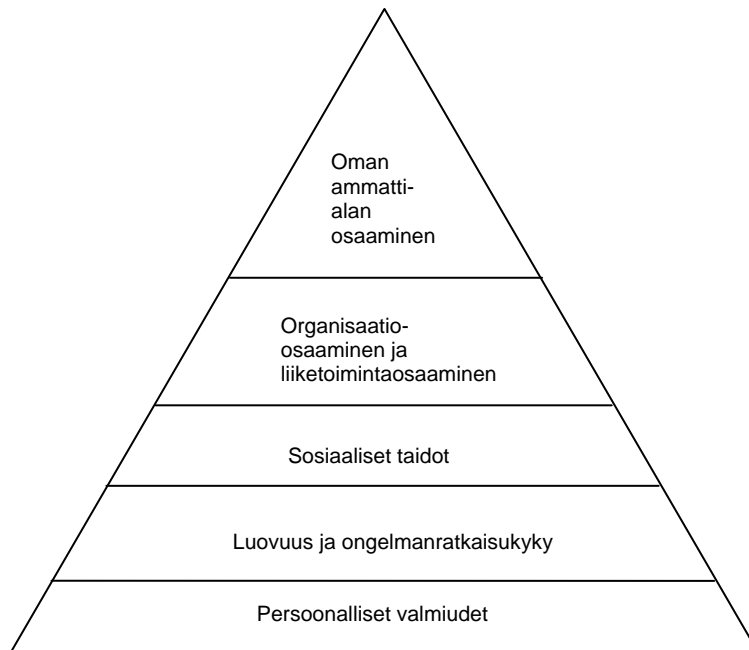 Oman
ammatti-
alan
osaaminen
Organisaatio-
osaaminen ja
liiketoimintaosaaminen
Sosiaaliset taidot
Luovuus ja ongelmanratkaisukyky
Persoonalliset valmiudet